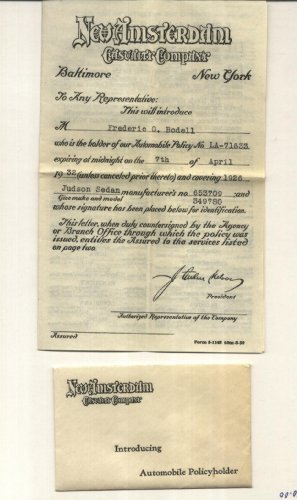 New Amsterdam
Casualty Company
Baltimore New York
To Any Representative:
This will introduce
M Frederic G. Bodell
who is the holder of our Automobile Policy No. LA-71633
expiring at midnight on the 7th of April
1932 (unless canceled prior thereto) and covering 1926
Judson Sedan manufacturer's no 653709 and
Give make and model 349780
whose signature has been placed below for identification.
This letter, when duly countersigned by the Agency
or Branch Office through which the policy was
issued, entitles the Assured to the services listed
on page two.
President
Authorized Representative of the Company
Assured
New Amsterdam
Casualty Company
Introducing
Automobile Policyholder